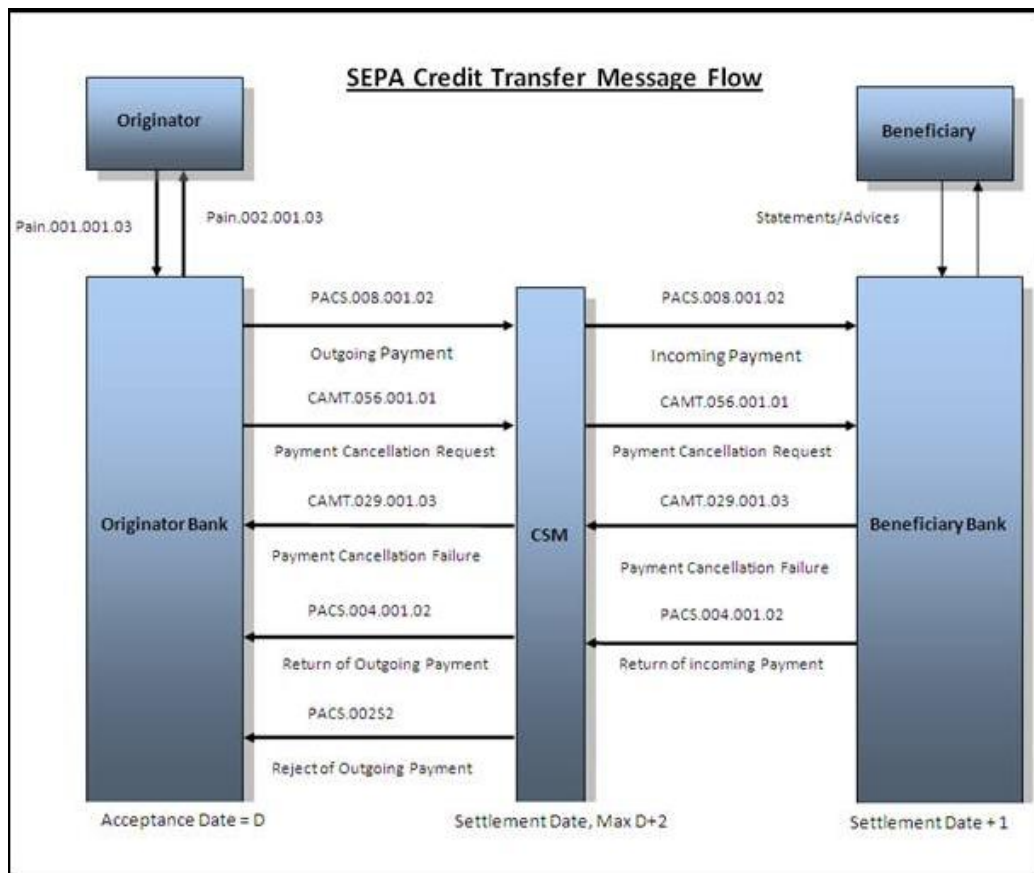 SEPA Credit Transfer Message Flow
Originator
Beneficiary
Pain.001.001.03
Pain.002.001.03
Statements/Advices
PACS.008.001.02
PACS.008.001.02
Outgoing Payment
Incoming Payment
CAMT.056.001.01
CAMT.056.001.01
Payment Cancellation Request
Payment Cancellation Request
CAMT.029.001.03
CAMT.029.001.03
Originator Bank
CSM
Beneficiary Bank
Payment Cancellation Failure
Payment Cancellation Failure
PACS.004.001.02
PACS.004.001.02
Return of Outgoing Payment
Return of incoming Payment
PACS.002S2
Reject of Outgoing Payment
Acceptance Date = D
Settlement Date, Max D+2
Settlement Date + 1